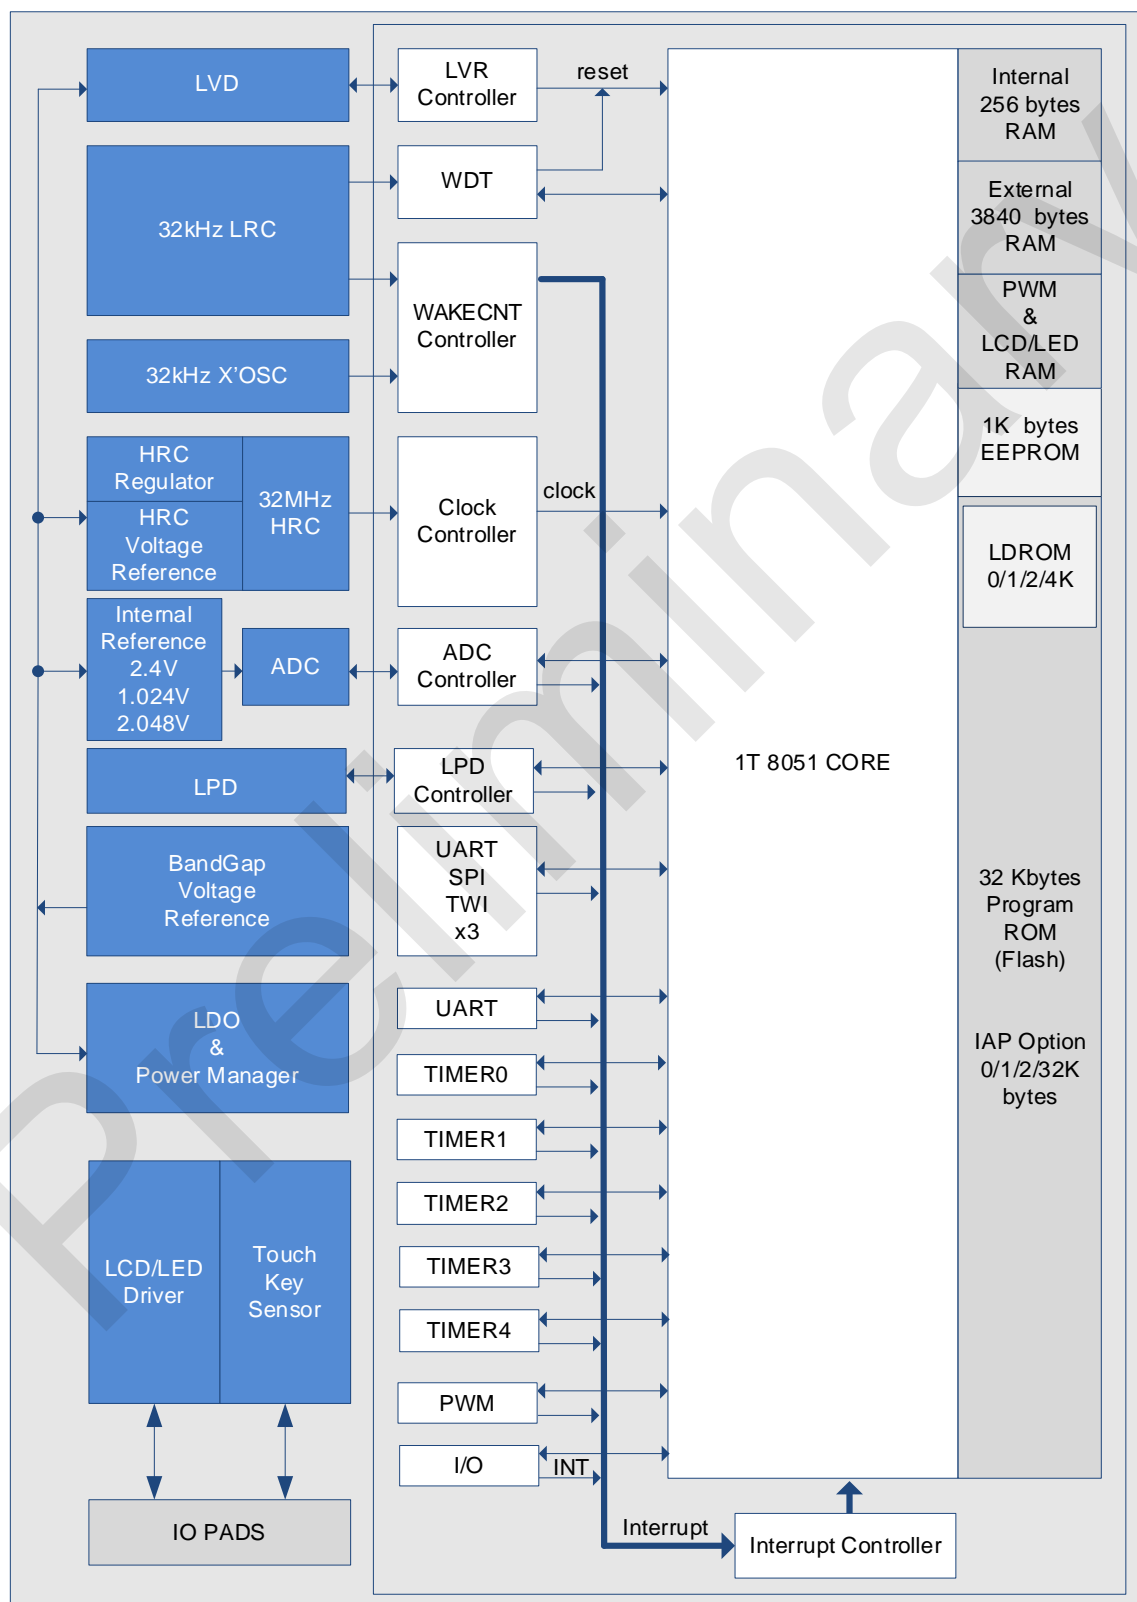 LVD
LVR
Controller
reset
Internal
256 bytes
RAM
32kHz LRC
WDT
External
3840 bytes
RAM
WAKECNT
Controller
PWM
&
LCD/LED
RAM
32kHz X'OSC
1K bytes
EEPROM
HRC
Regulator
HRC
Voltage
Reference
32MHz
HRC
Clock
Controller
clock
LDROM
0/1/2/4K
Internal
Reference
2.4V
1.024V
2.048V
ADC
ADC
Controller
LPD
LPD
Controller
1T 8051 CORE
BandGap
Voltage
Reference
UART
SPI
TWI
x3
32 Kbytes
Program
ROM
(Flash)
LDO
&
Power Manager
UART
IAP Option
0/1/2/32K
bytes
TIMER0
TIMER1
TIMER2
LCD/LED
Driver
Touch
Key
Sensor
TIMER3
TIMER4
PWM
I/O
INT
IO PADS
Interrupt
Interrupt Controller
Preliminary